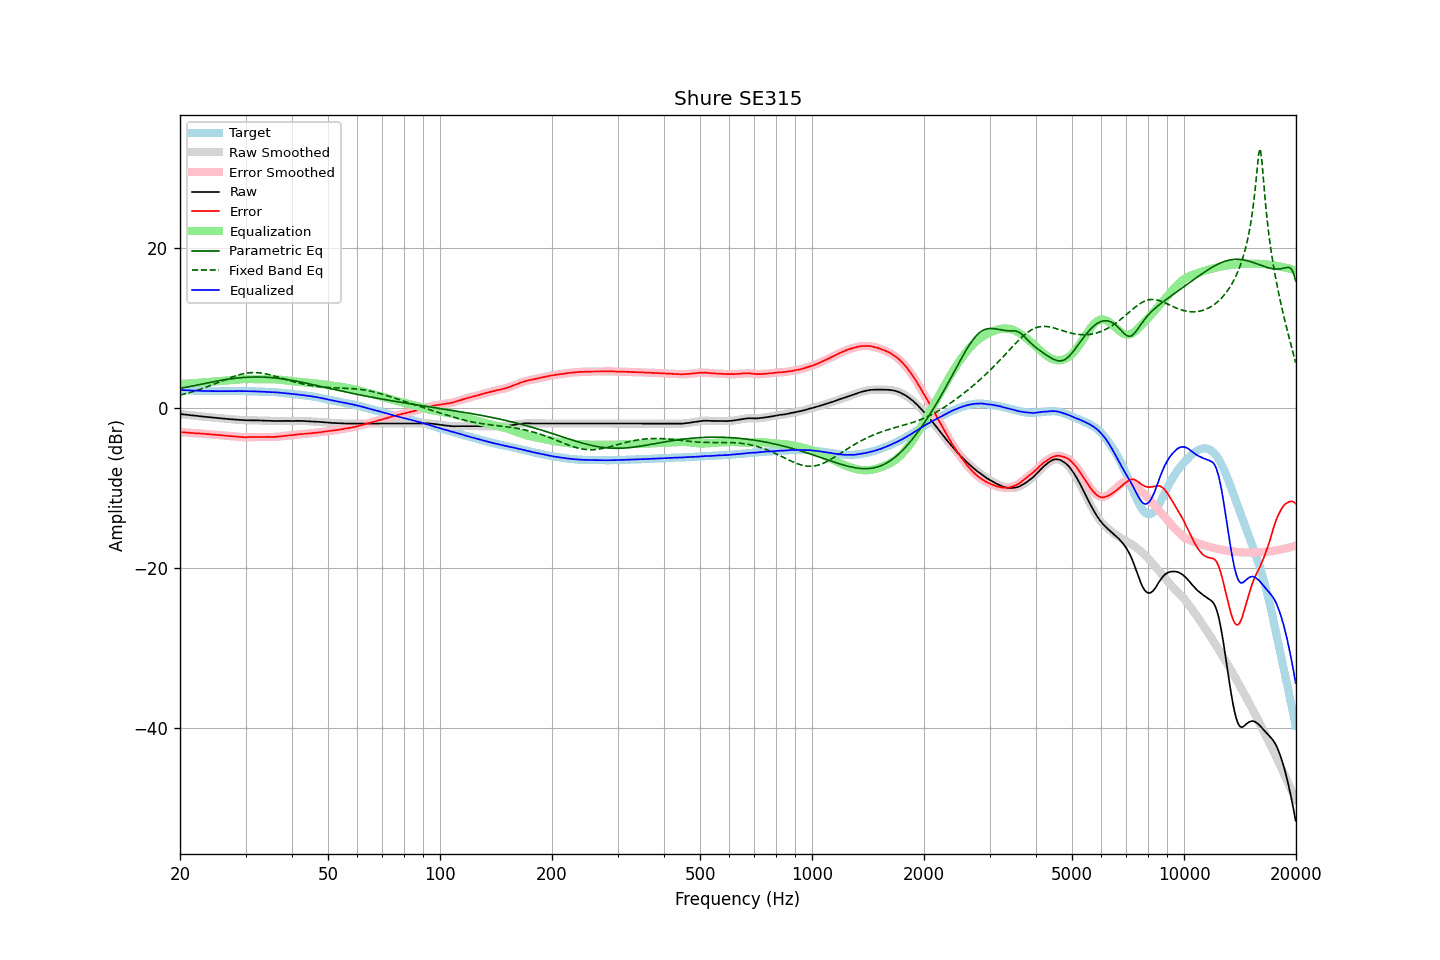 Shure SE315
Target
Raw Smoothed
Error Smoothed
Raw
Error
Equalization
Parametric Eq
Fixed Band Eq
Equalized
Amplitude (dBr)
20
0
−20
−40
20
50
100
200
500
1000
2000
5000
10000
20000
Frequency (Hz)